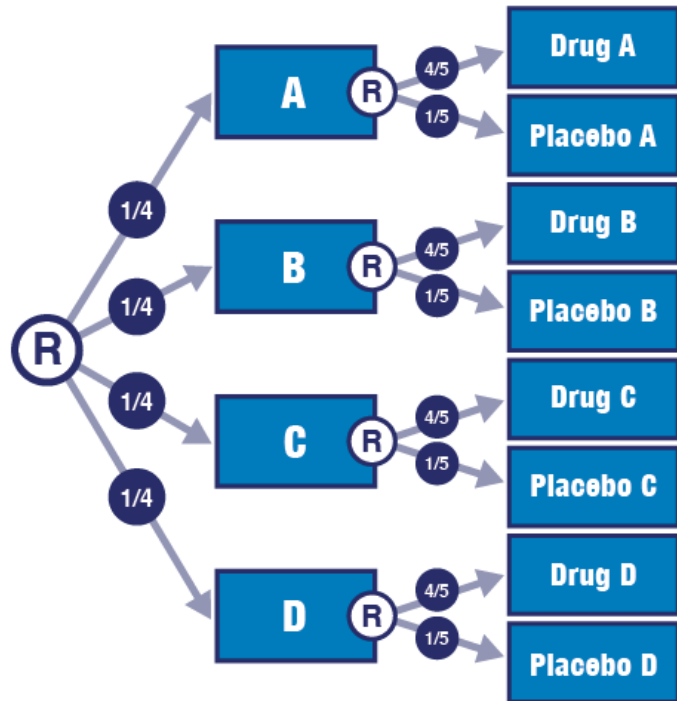 R
1/4
1/4
1/4
1/4
A
R
4/5
1/5
Drug A
Placebo A
B
R
4/5
1/5
Drug B
Placebo B
C
R
4/5
1/5
Drug C
Placebo C
D
R
4/5
1/5
Drug D
Placebo D